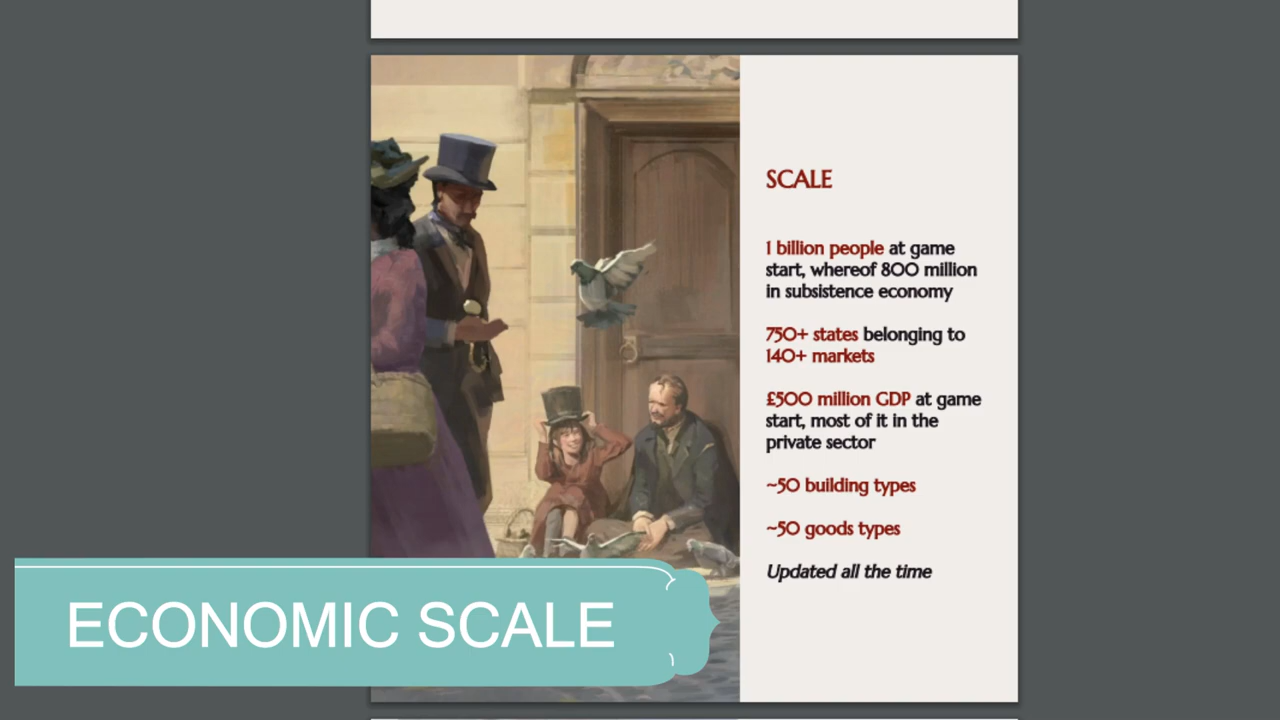 SCALE
1 billion people at game
start, whereof 800 million
in subsistence economy
750+ states belonging to
140+ markets
£500 million GDP at game
start, most of it in the
private sector
~50 building types
~50 goods types
Updated all the time
ECONOMIC SCALE